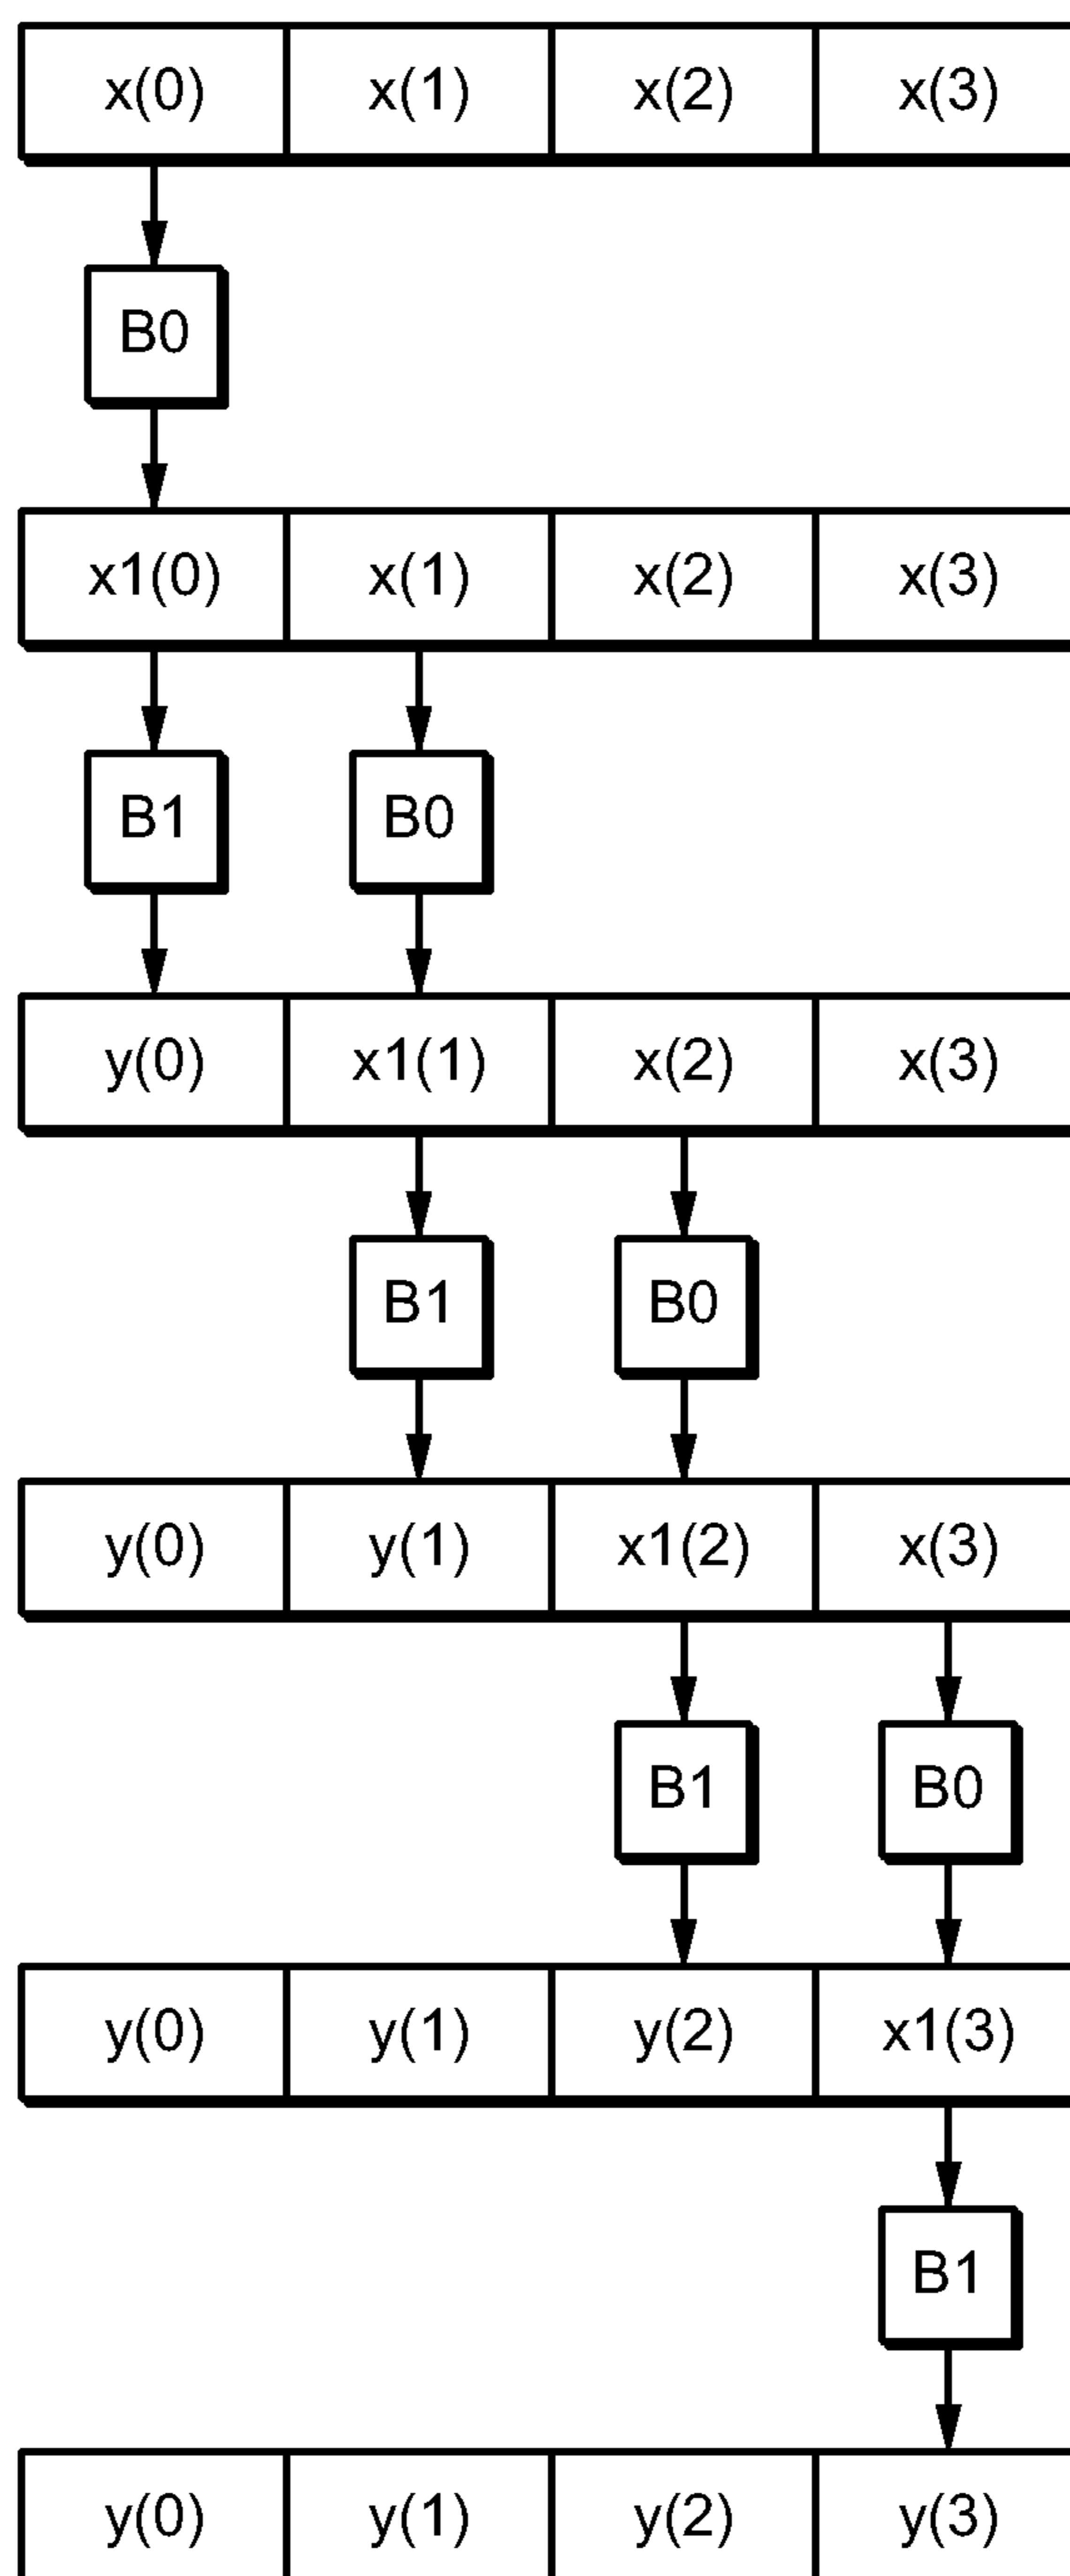 x(0) x(1) x(2) x(3)
B0
x1(0) x(1) x(2) x(3)
B1 B0
y(0) x1(1) x(2) x(3)
B1 B0
y(0) y(1) x1(2) x(3)
B1 B0
y(0) y(1) y(2) x1(3)
B1
y(0) y(1) y(2) y(3)